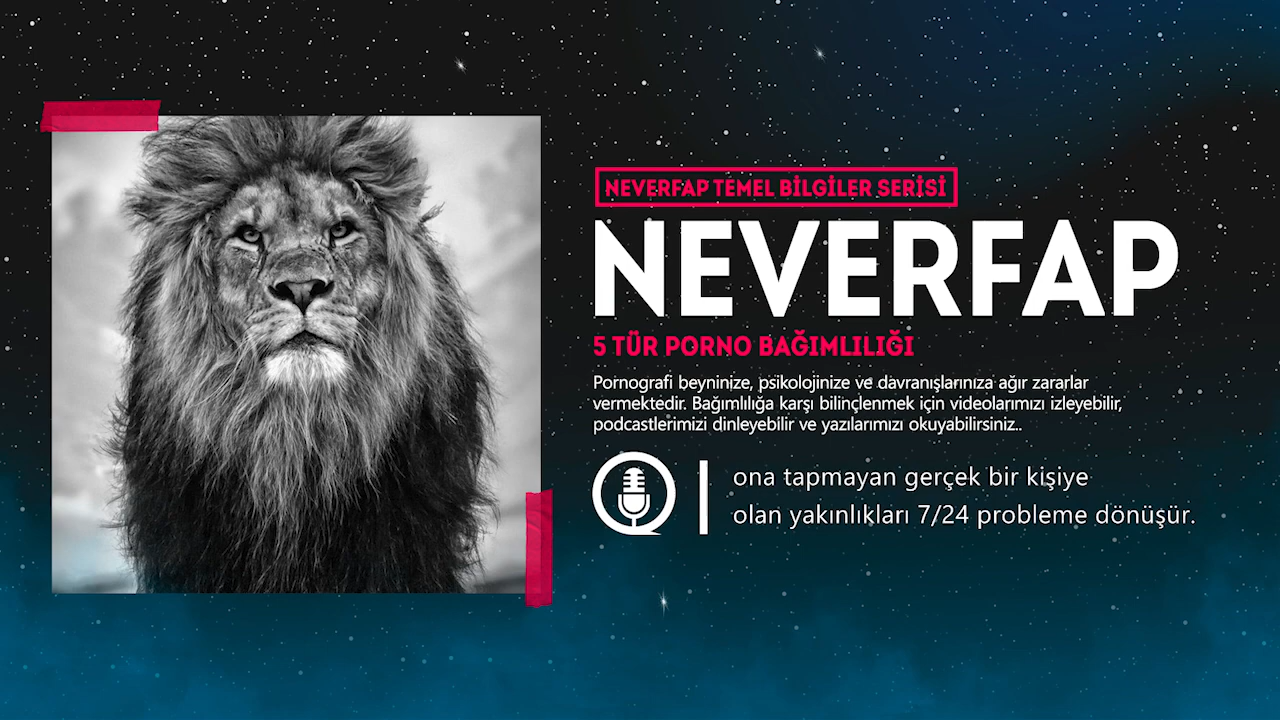 NEVERFAP TEMEL BİLGİLER SERİSİ
NEVERFAP
5 TÜR PORNO BAĞIMLILIĞI
Pornografi beyninize, psikolojinize ve davranışlarınıza ağır zararlar
vermektedir. Bağımlılığa karşı bilinçlenmek için videolarımızı izleyebilir,
podcastlerimizi dinleyebilir ve yazılarımızı okuyabilirsiniz..
ona tapmayan gerçek bir kişiye
olan yakınlıkları 7/24 probleme dönüşür.